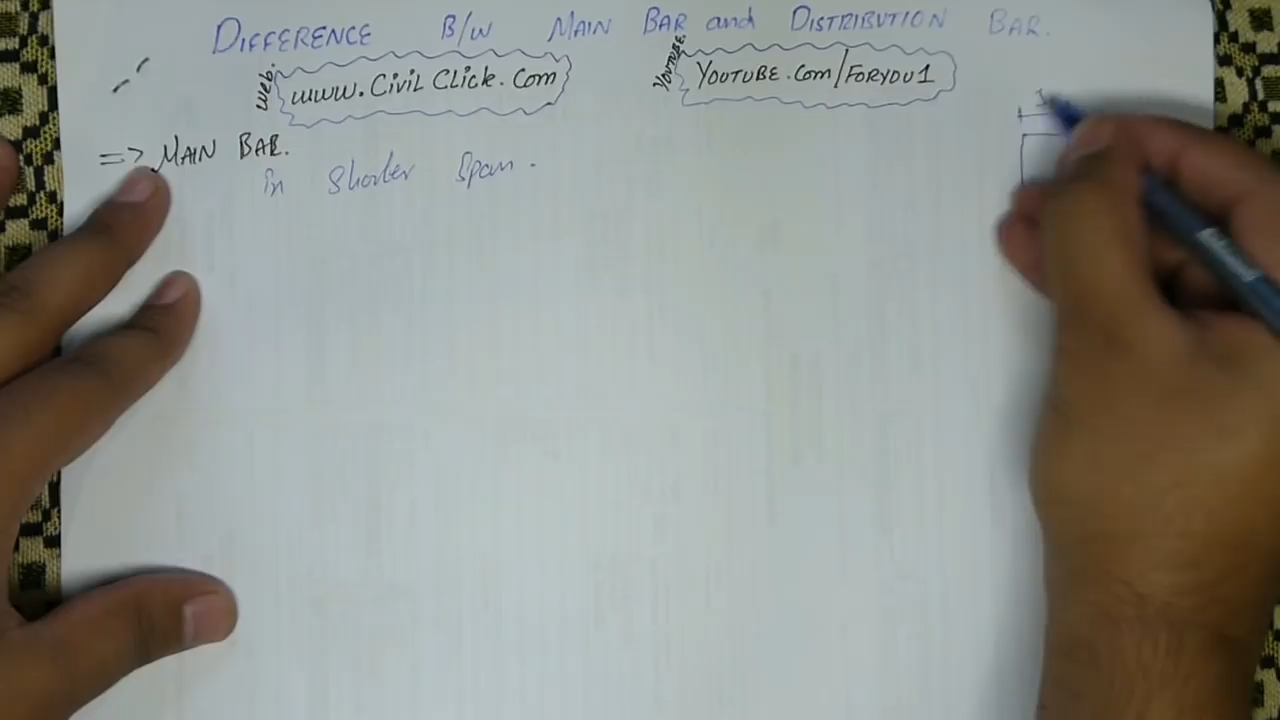 DIFFERENCE B/W MAIN BAR and DISTRIBUTION BAR.
Web. www.Civil Click.Com YOUTUBE. YOUTUBE.Com/FORYOU1
=> MAIN BAR.
in Shorter Span.